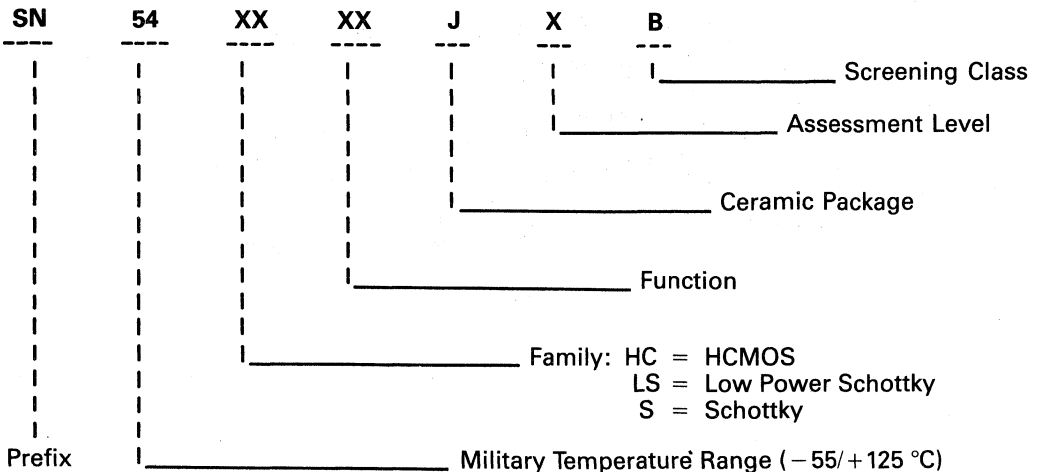 SN 54 XX XX J X B
Screening Class
Assessment Level
Ceramic Package
Function
Family: HC = HCMOS
LS = Low Power Schottky
S = Schottky
Prefix Military Temperature Range (−55/+125 °C)